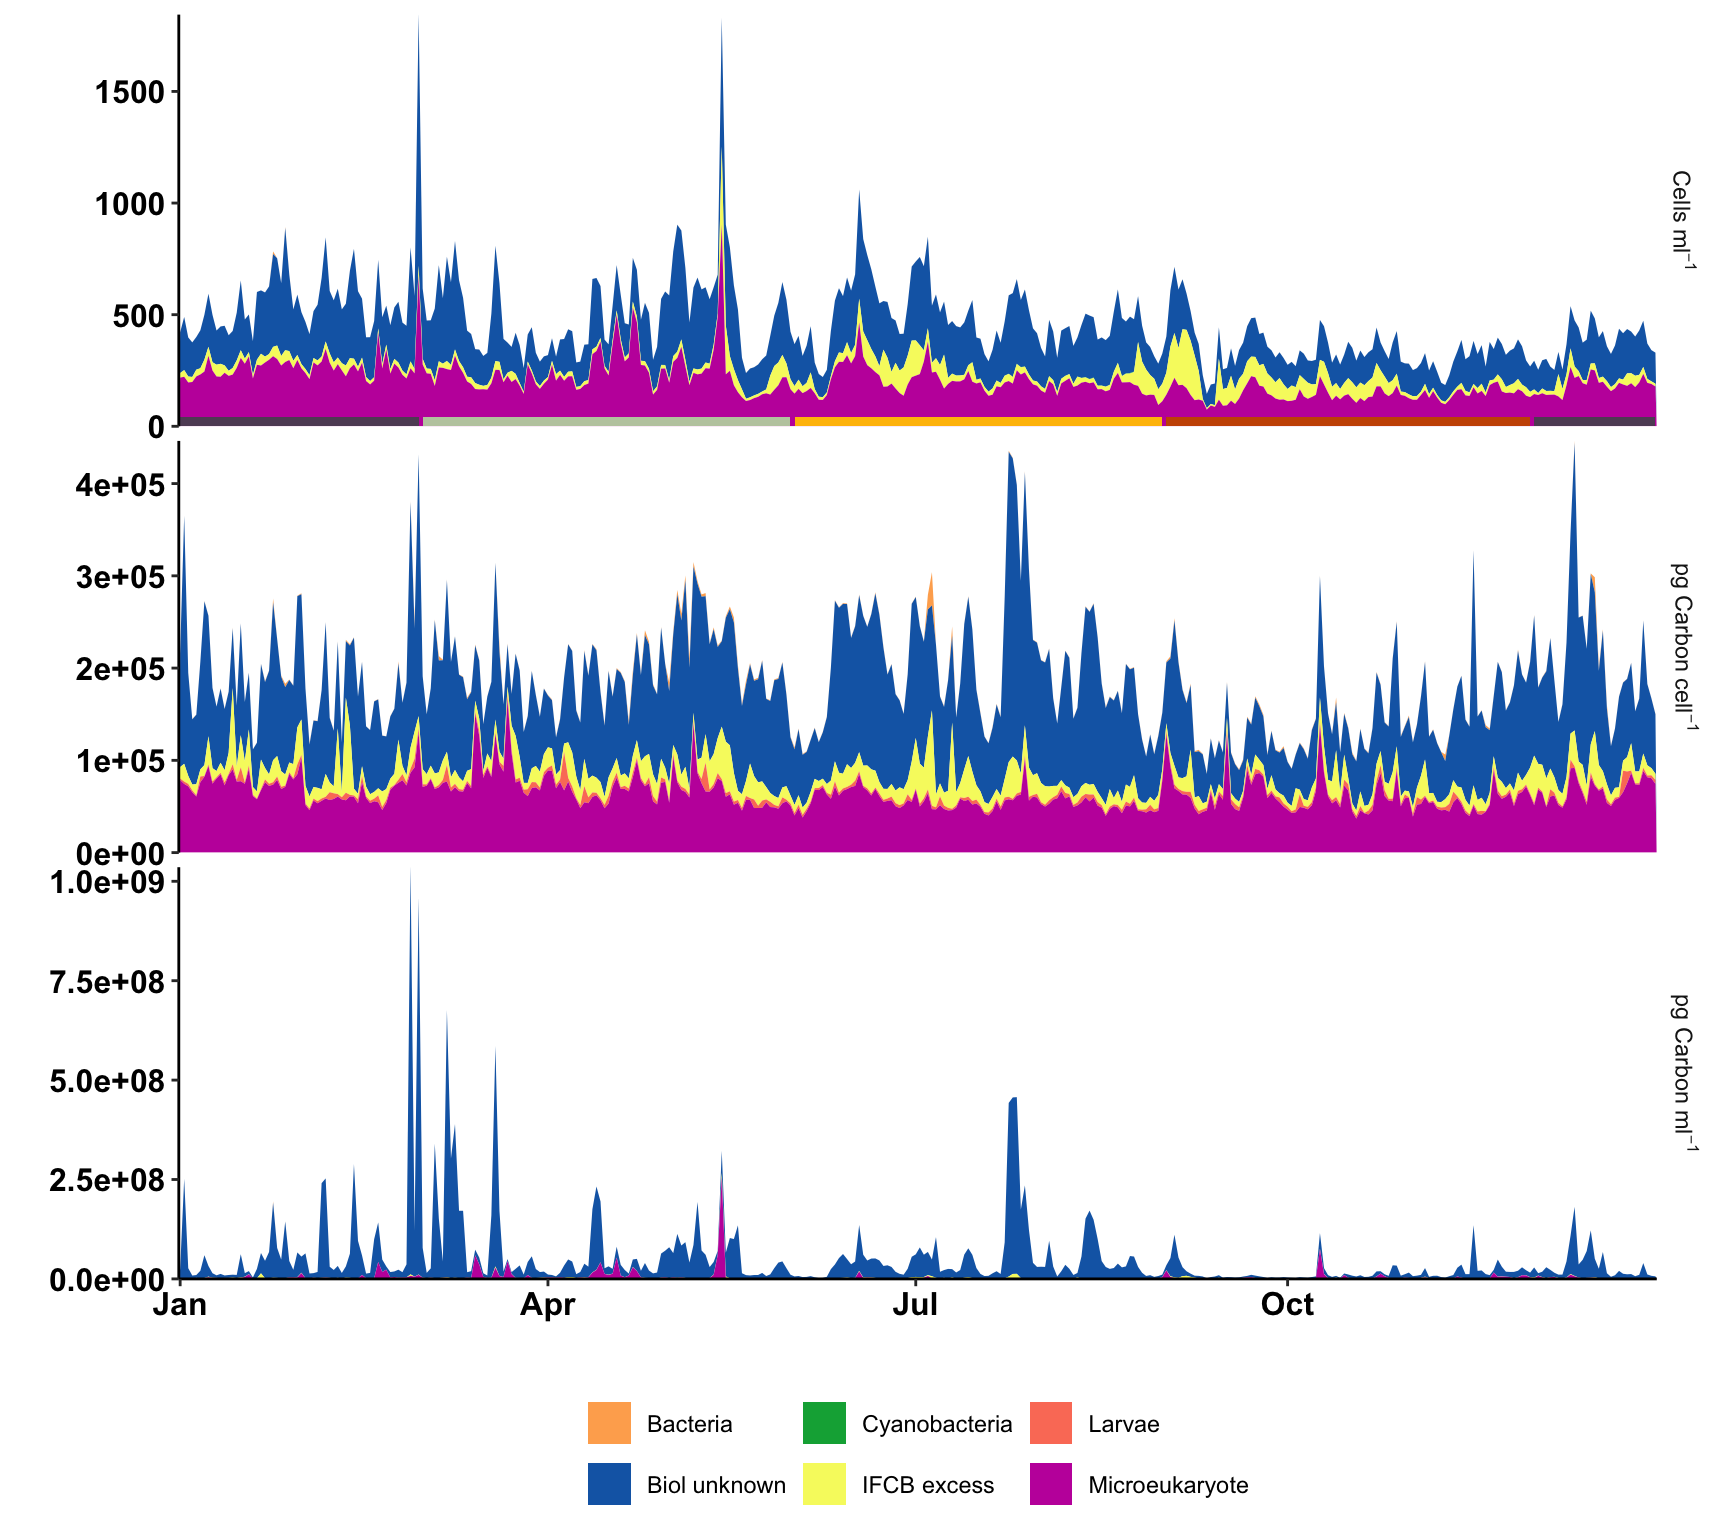 1500
1000
500
0
Cells ml⁻¹
4e+05
3e+05
2e+05
1e+05
0e+00
pg Carbon cell⁻¹
1.0e+09
7.5e+08
5.0e+08
2.5e+08
0.0e+00
pg Carbon ml⁻¹
Jan Apr Jul Oct
Bacteria Cyanobacteria Larvae
Biol unknown IFCB excess Microeukaryote